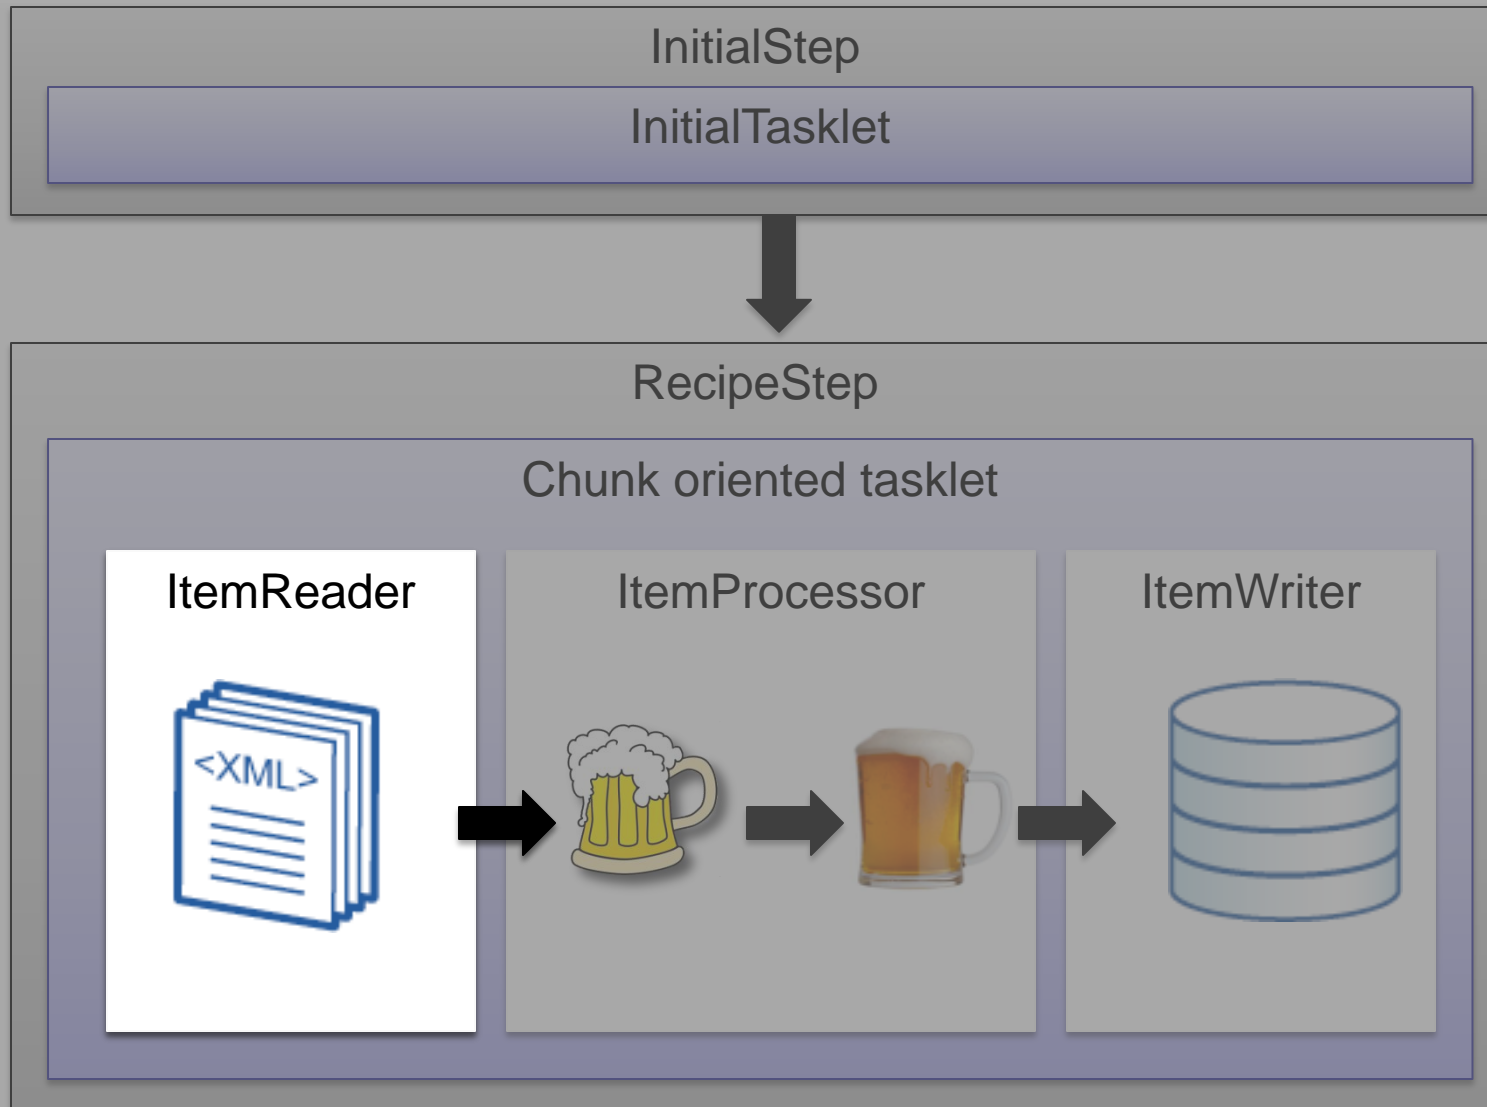 InitialStep
InitialTasklet
RecipeStep
Chunk oriented tasklet
ItemReader
ItemProcessor
ItemWriter
<XML>